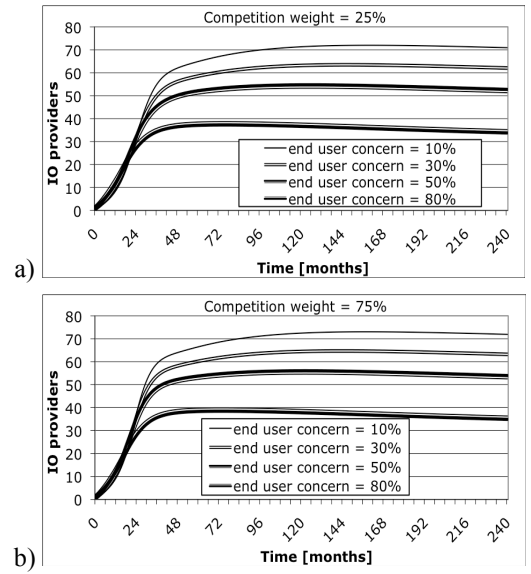 a)
Competition weight = 25%
IO providers
80
70
60
50
40
30
20
10
0
end user concern = 10%
end user concern = 30%
end user concern = 50%
end user concern = 80%
0 24 48 72 96 120 144 168 192 216 240
Time [months]
b)
Competition weight = 75%
IO providers
80
70
60
50
40
30
20
10
0
end user concern = 10%
end user concern = 30%
end user concern = 50%
end user concern = 80%
0 24 48 72 96 120 144 168 192 216 240
Time [months]